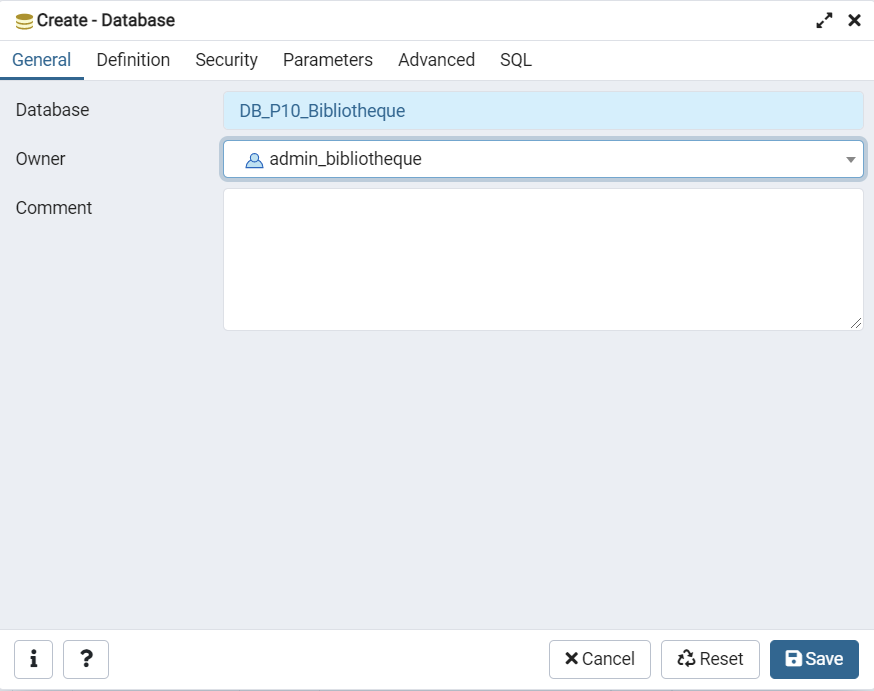 Create - Database
General Definition Security Parameters Advanced SQL
Database DB_P10_Bibliotheque
Owner admin_bibliotheque
Comment
i ? Cancel Reset Save